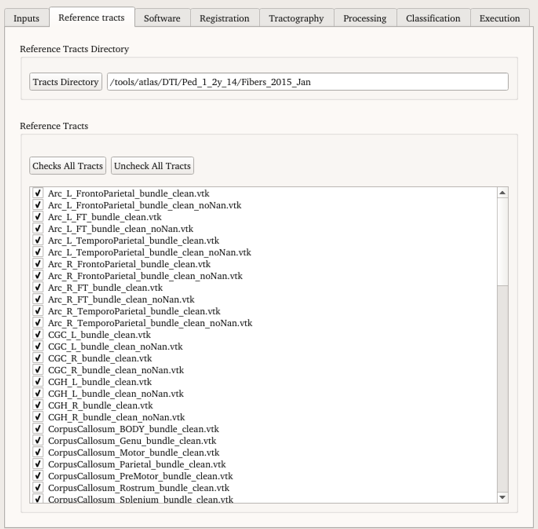 Inputs Reference tracts Software Registration Tractography Processing Classification Execution
Reference Tracts Directory
Tracts Directory /tools/atlas/DTI/Ped_1_2y_14/Fibers_2015_Jan
Reference Tracts
Checks All Tracts Uncheck All Tracts
Arc_L_FrontoParietal_bundle_clean.vtk
Arc_L_FrontoParietal_bundle_clean_noNan.vtk
Arc_L_FT_bundle_clean.vtk
Arc_L_FT_bundle_clean_noNan.vtk
Arc_L_TemporoParietal_bundle_clean.vtk
Arc_L_TemporoParietal_bundle_clean_noNan.vtk
Arc_R_FrontoParietal_bundle_clean.vtk
Arc_R_FrontoParietal_bundle_clean_noNan.vtk
Arc_R_FT_bundle_clean.vtk
Arc_R_FT_bundle_clean_noNan.vtk
Arc_R_TemporoParietal_bundle_clean.vtk
Arc_R_TemporoParietal_bundle_clean_noNan.vtk
CGC_L_bundle_clean.vtk
CGC_L_bundle_clean_noNan.vtk
CGC_R_bundle_clean.vtk
CGC_R_bundle_clean_noNan.vtk
CGH_L_bundle_clean.vtk
CGH_L_bundle_clean_noNan.vtk
CGH_R_bundle_clean.vtk
CGH_R_bundle_clean_noNan.vtk
CorpusCallosum_BODY_bundle_clean.vtk
CorpusCallosum_Genu_bundle_clean.vtk
CorpusCallosum_Motor_bundle_clean.vtk
CorpusCallosum_Parietal_bundle_clean.vtk
CorpusCallosum_PreMotor_bundle_clean.vtk
CorpusCallosum_Rostrum_bundle_clean.vtk
CorpusCallosum_Splenium_bundle_clean.vtk